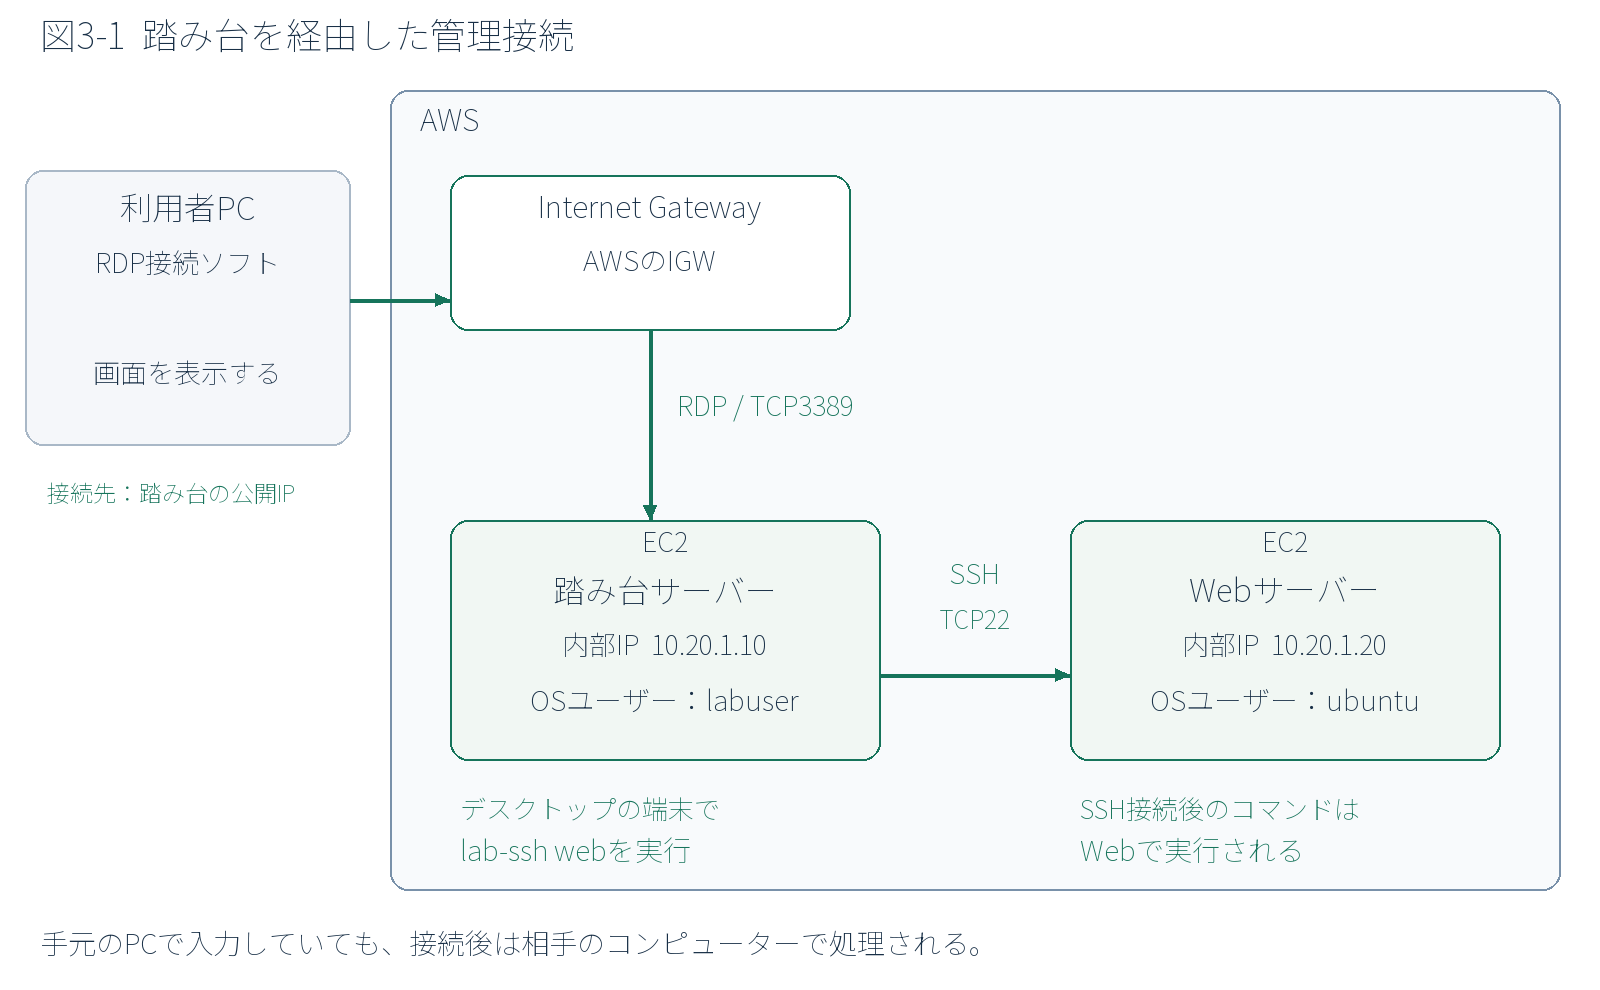 図3-1 踏み台を経由した管理接続
AWS
利用者PC
RDP接続ソフト
画面を表示する
接続先：踏み台の公開IP
Internet Gateway
AWSのIGW
RDP / TCP3389
EC2
踏み台サーバー
内部IP 10.20.1.10
OSユーザー：labuser
SSH
TCP22
EC2
Webサーバー
内部IP 10.20.1.20
OSユーザー：ubuntu
デスクトップの端末で
lab-ssh webを実行
SSH接続後のコマンドは
Webで実行される
手元のPCで入力していても、接続後は相手のコンピューターで処理される。